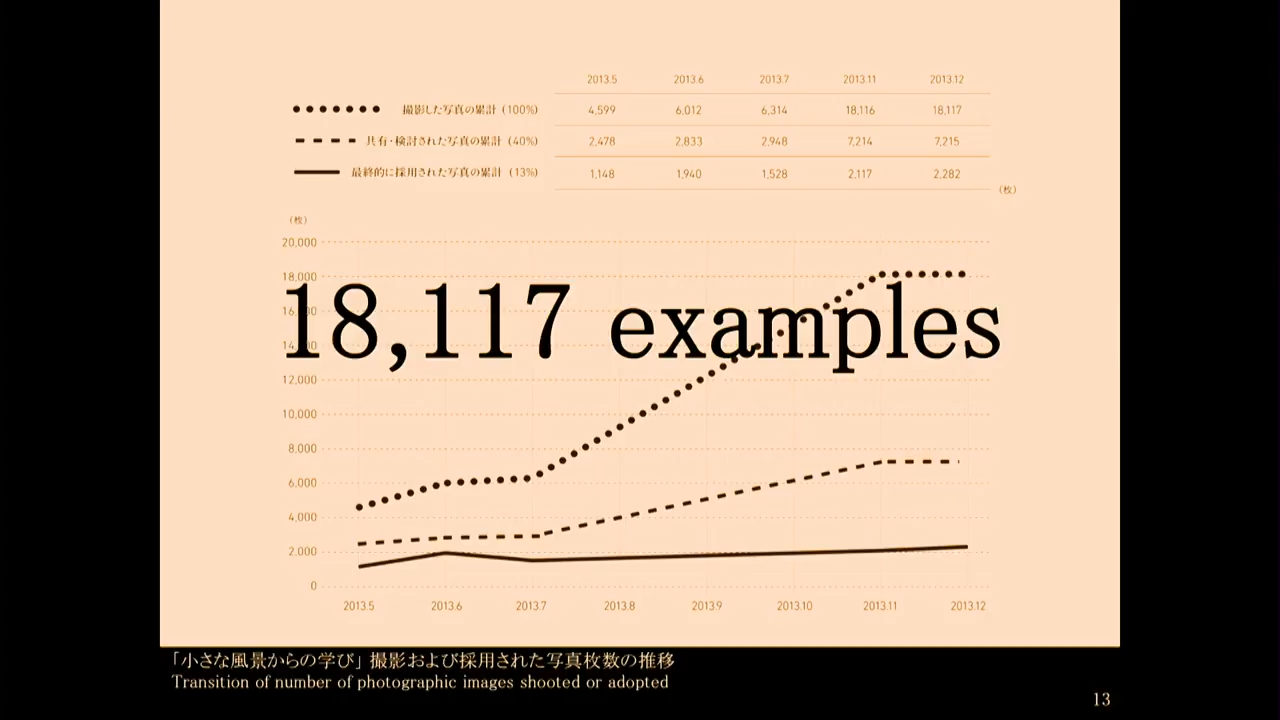 2013.5 2013.6 2013.7 2013.11 2013.12
撮影した写真の累計 (100%) 4,599 6,012 6,314 18,116 18,117
共有・検討された写真の累計 (40%) 2,478 2,833 2,948 7,214 7,215
最終的に採用された写真の累計 (13%) 1,148 1,940 1,528 2,117 2,282
(枚)
(枚)
20,000
18,000
18,117 examples
12,000
10,000
8,000
6,000
4,000
2,000
0
2013.5 2013.6 2013.7 2013.8 2013.9 2013.10 2013.11 2013.12
「小さな風景からの学び」撮影および採用された写真枚数の推移
Transition of number of photographic images shooted or adopted
13